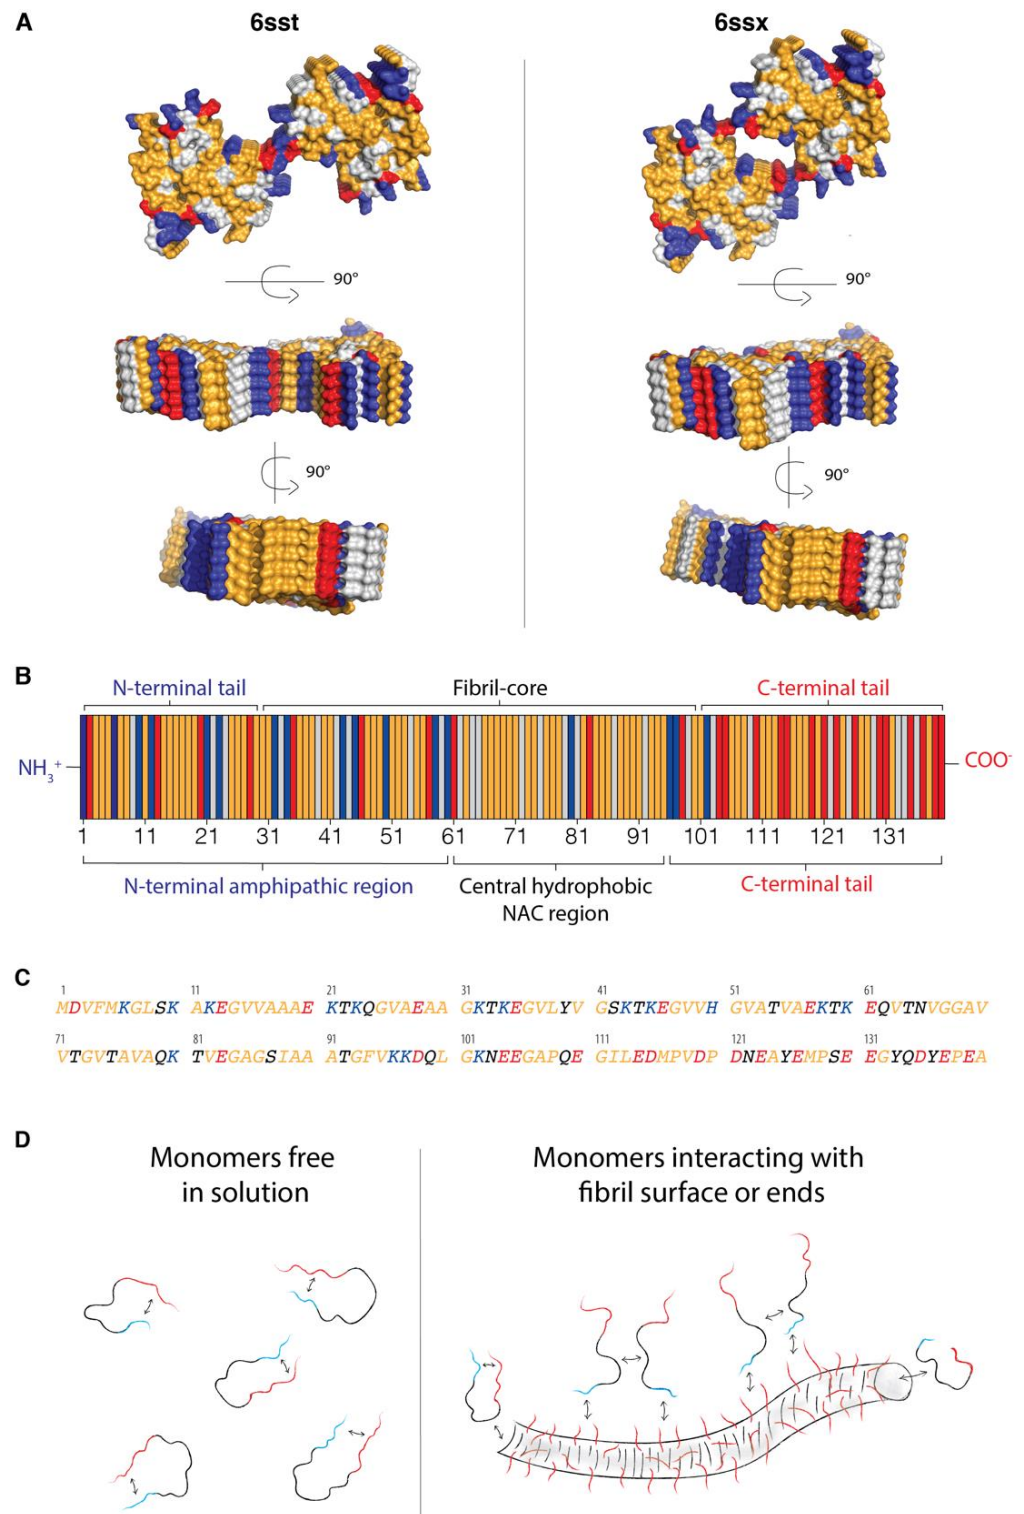 A
6sst
6ssx
90°
90°
90°
90°
B
N-terminal tail
Fibril-core
C-terminal tail
NH3+
COO-
1 11 21 31 41 51 61 71 81 91 101 111 121 131
N-terminal amphipathic region
Central hydrophobic
NAC region
C-terminal tail
C
1 11 21 31 41 51 61
MDVFMKGLSK AKEGVVAAAE KTKQGVAEAA GKTKEGVLYV GSKTKEGVVH GVATVAEKTK EQVTNVGGAV
71 81 91 101 111 121 131
VTGVTAVAQK TVEGAGSIAA ATGFVKKDQL GKNEEGAPQE GILEDMPVDP DNEAYEMPSE EGYQDYEPEA
D
Monomers free
in solution
Monomers interacting with
fibril surface or ends